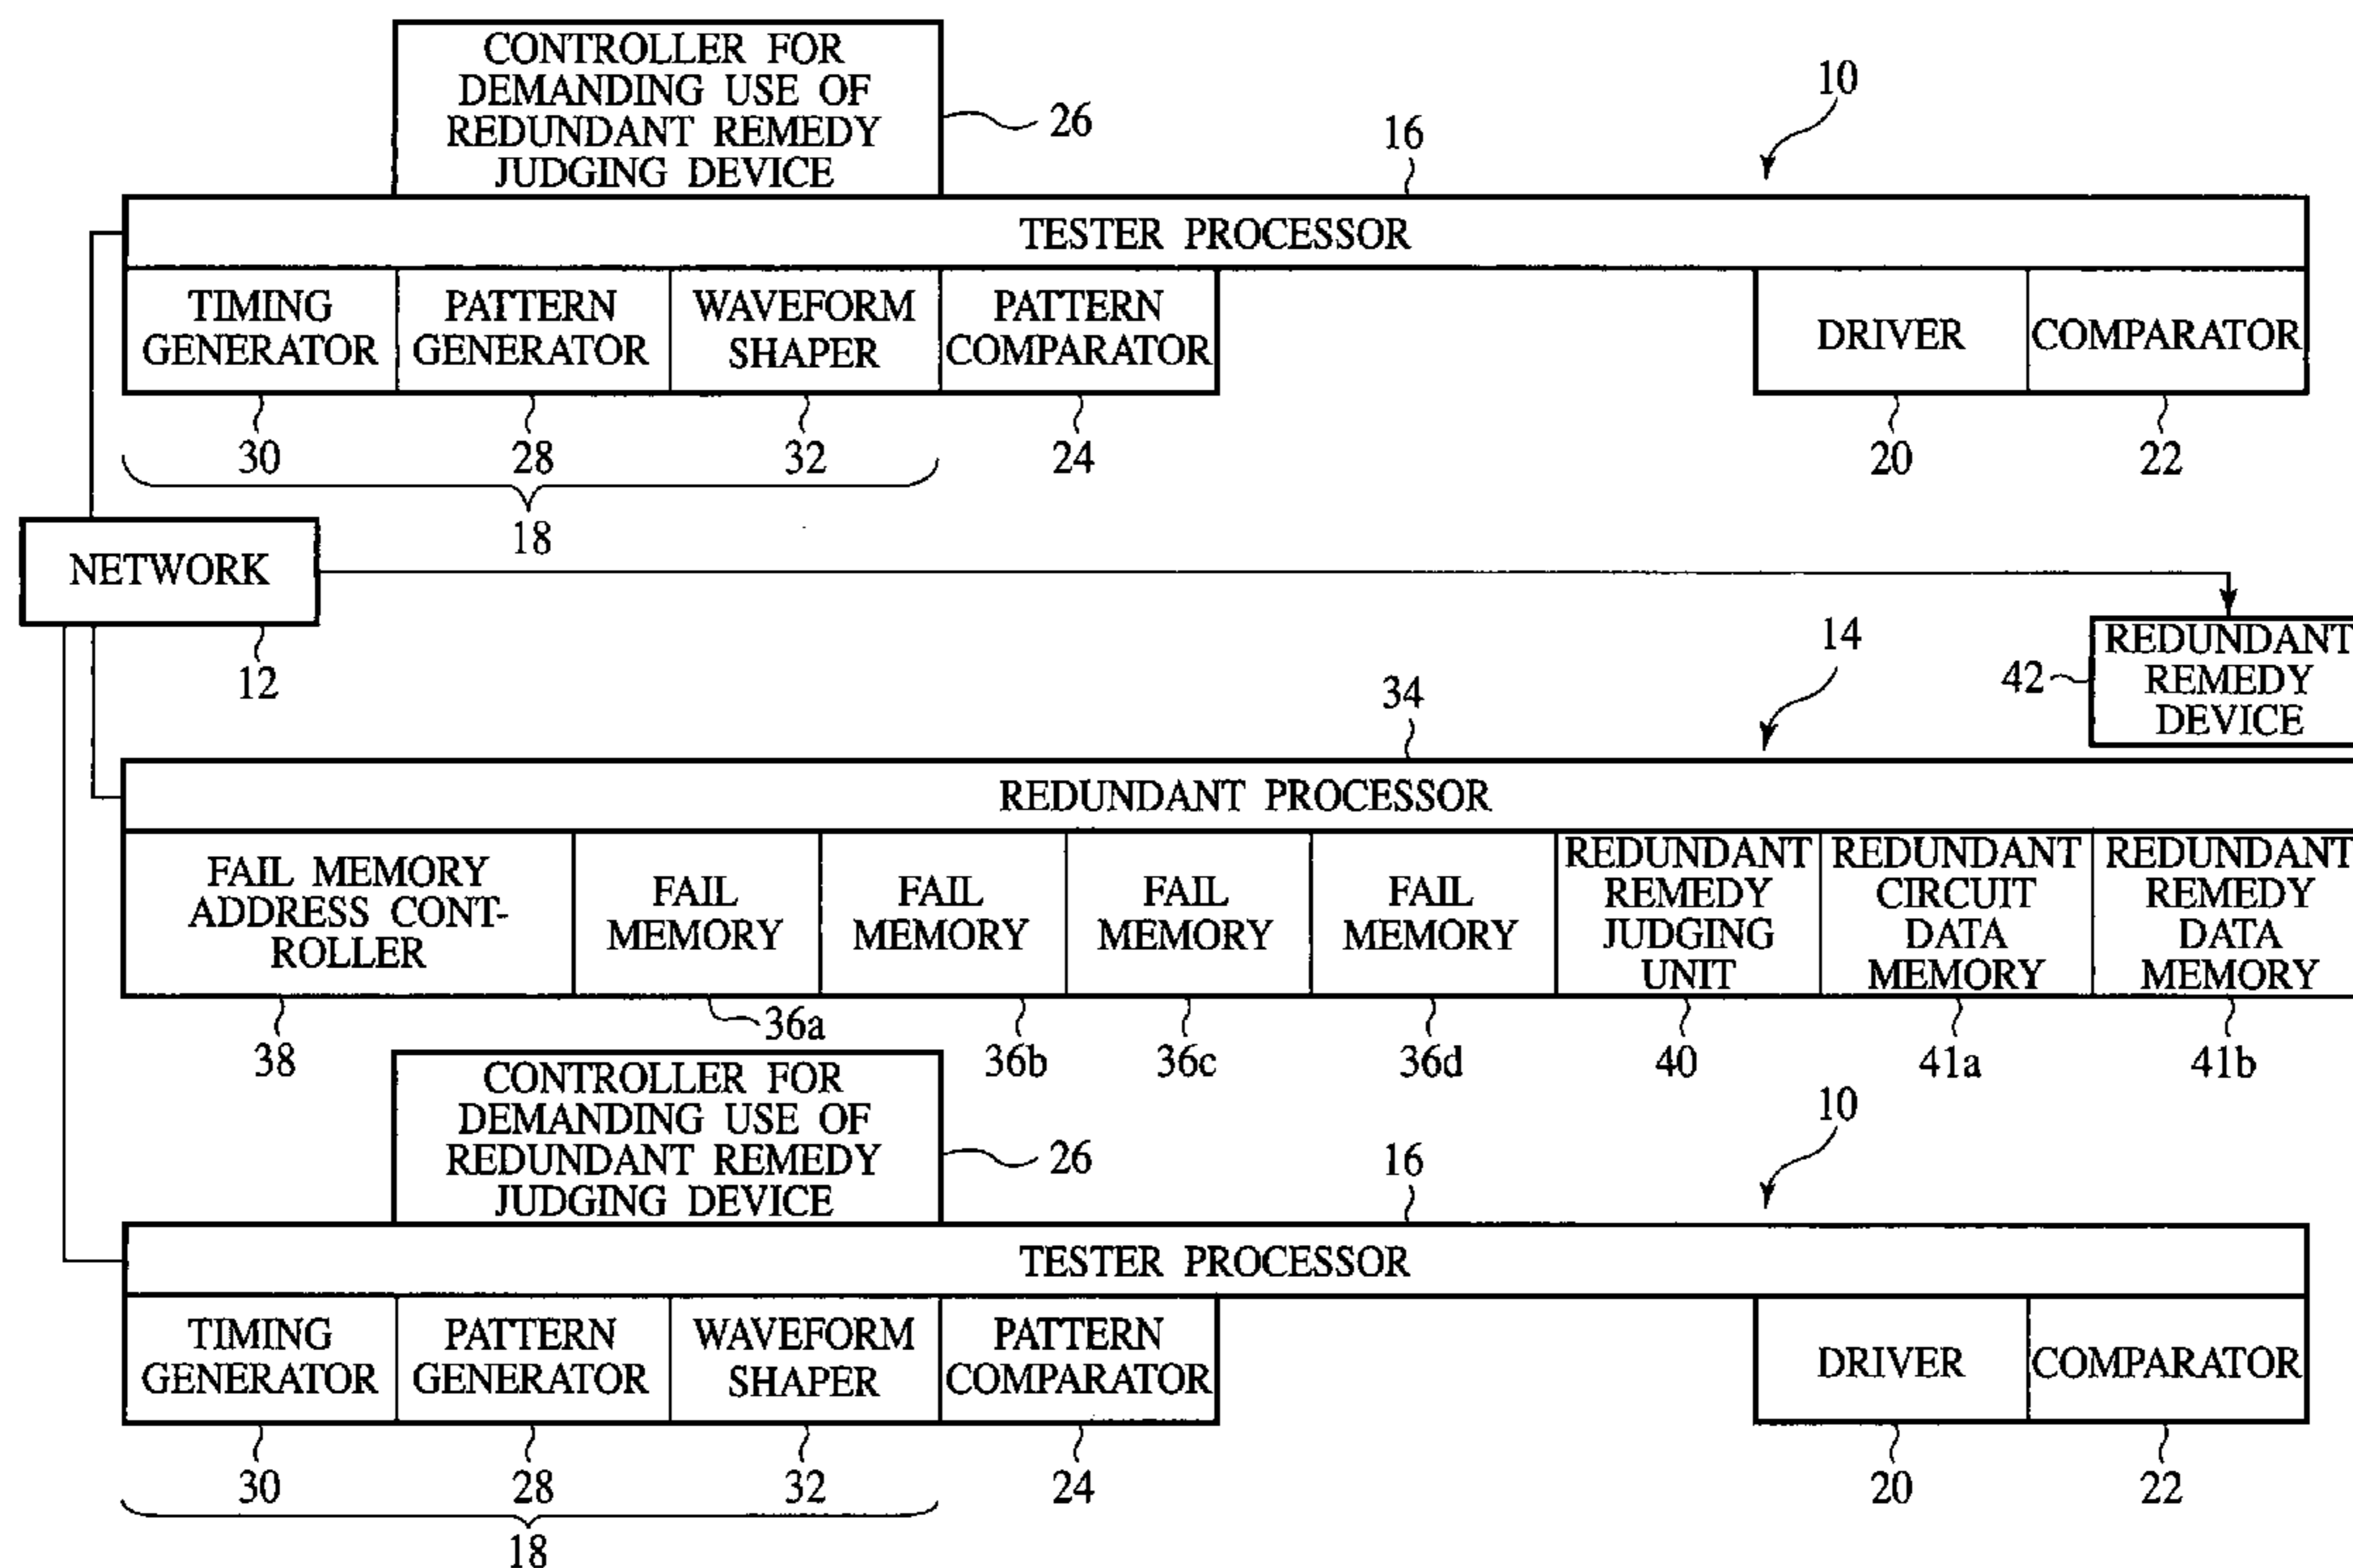 CONTROLLER FOR
DEMANDING USE OF
REDUNDANT REMEDY
JUDGING DEVICE
26
16
10
TESTER PROCESSOR
TIMING
GENERATOR
PATTERN
GENERATOR
WAVEFORM
SHAPER
PATTERN
COMPARATOR
DRIVER
COMPARATOR
30
28
32
24
20
22
18
NETWORK
12
14
34
42
REDUNDANT
REMEDY
DEVICE
REDUNDANT PROCESSOR
FAIL MEMORY
ADDRESS CONT-
ROLLER
FAIL
MEMORY
FAIL
MEMORY
FAIL
MEMORY
FAIL
MEMORY
REDUNDANT
REMEDY
JUDGING
UNIT
REDUNDANT
CIRCUIT
DATA
MEMORY
REDUNDANT
REMEDY
DATA
MEMORY
38
36a
36b
36c
36d
40
41a
41b
CONTROLLER FOR
DEMANDING USE OF
REDUNDANT REMEDY
JUDGING DEVICE
26
16
10
TESTER PROCESSOR
TIMING
GENERATOR
PATTERN
GENERATOR
WAVEFORM
SHAPER
PATTERN
COMPARATOR
DRIVER
COMPARATOR
30
28
32
24
20
22
18